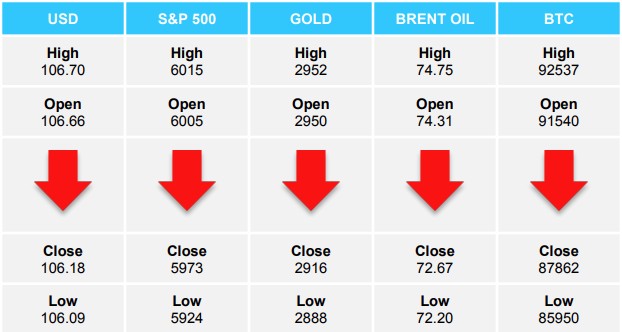 USD S&P 500 GOLD BRENT OIL BTC
High High High High High
106.70 6015 2952 74.75 92537
Open Open Open Open Open
106.66 6005 2950 74.31 91540
Close Close Close Close Close
106.18 5973 2916 72.67 87862
Low Low Low Low Low
106.09 5924 2888 72.20 85950